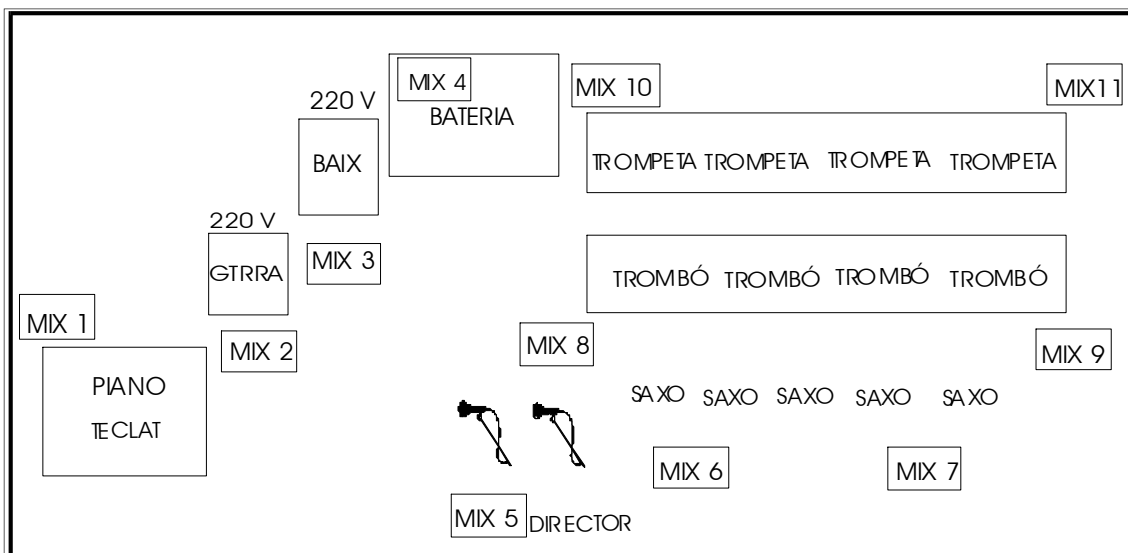 MIX 4
MIX 10
MIX11
220 V
BATERIA
BAIX
TROMPETA TROMPETA TROMPETA TROMPETA
220 V
GTRRA
MIX 3
TROMBÓ TROMBÓ TROMBÓ TROMBÓ
MIX 1
MIX 2
MIX 8
MIX 9
PIANO
TECLAT
SAXO SAXO SAXO SAXO SAXO
MIX 6
MIX 7
MIX 5 DIRECTOR